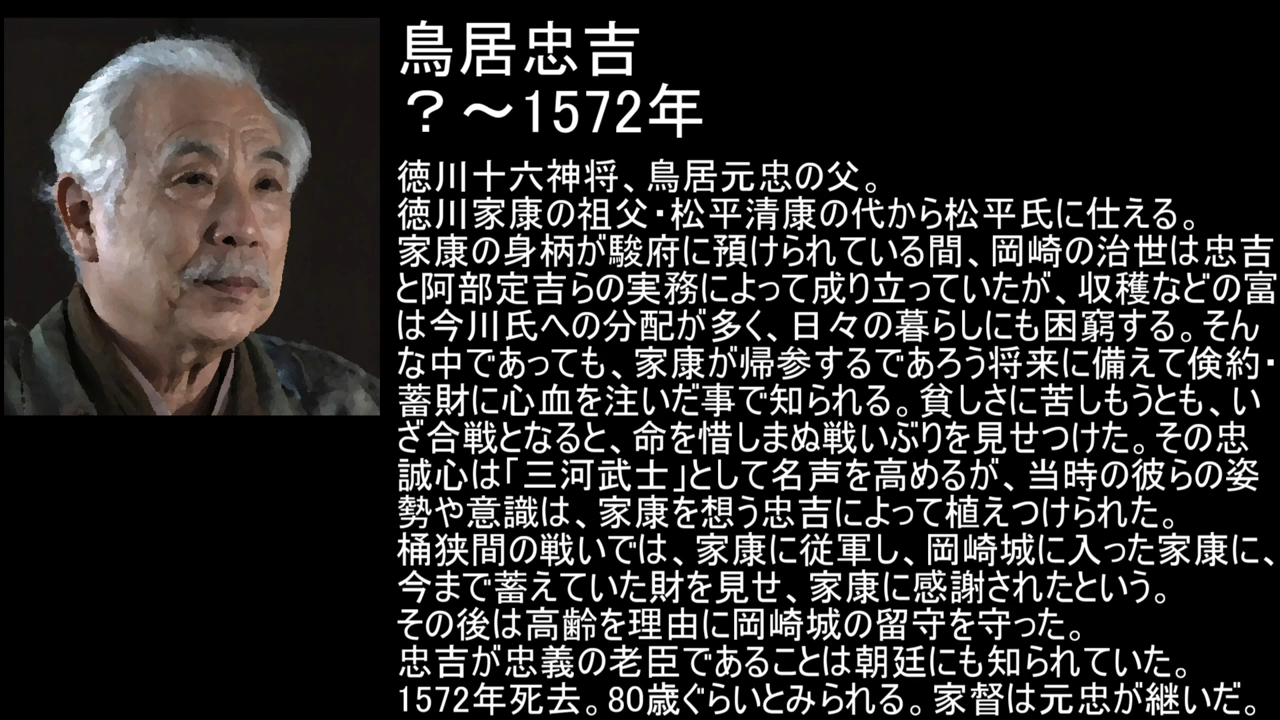 鳥居忠吉
？～1572年
徳川十六神将、鳥居元忠の父。
徳川家康の祖父・松平清康の代から松平氏に仕える。
家康の身柄が駿府に預けられている間、岡崎の治世は忠吉
と阿部定吉らの実務によって成り立っていたが、収穫などの富
は今川氏への分配が多く、日々の暮らしにも困窮する。そん
な中であっても、家康が帰参するであろう将来に備えて倹約・
蓄財に心血を注いだ事で知られる。貧しさに苦しもうとも、い
ざ合戦となると、命を惜しまぬ戦いぶりを見せつけた。その忠
誠心は「三河武士」として名声を高めるが、当時の彼らの姿
勢や意識は、家康を想う忠吉によって植えつけられた。
桶狭間の戦いでは、家康に従軍し、岡崎城に入った家康に、
今まで蓄えていた財を見せ、家康に感謝されたという。
その後は高齢を理由に岡崎城の留守を守った。
忠吉が忠義の老臣であることは朝廷にも知られていた。
1572年死去。80歳ぐらいとみられる。家督は元忠が継いだ。